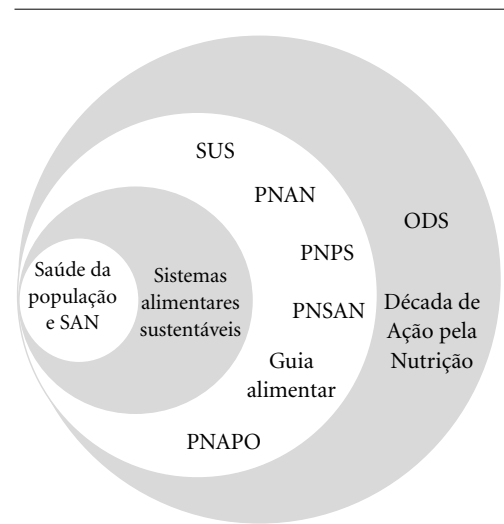 SUS
PNAN
ODS
PNPS
Saúde da
população
e SAN
Sistemas
alimentares
sustentáveis
PNSAN
Década de
Ação pela
Nutrição
Guia
alimentar
PNAPO